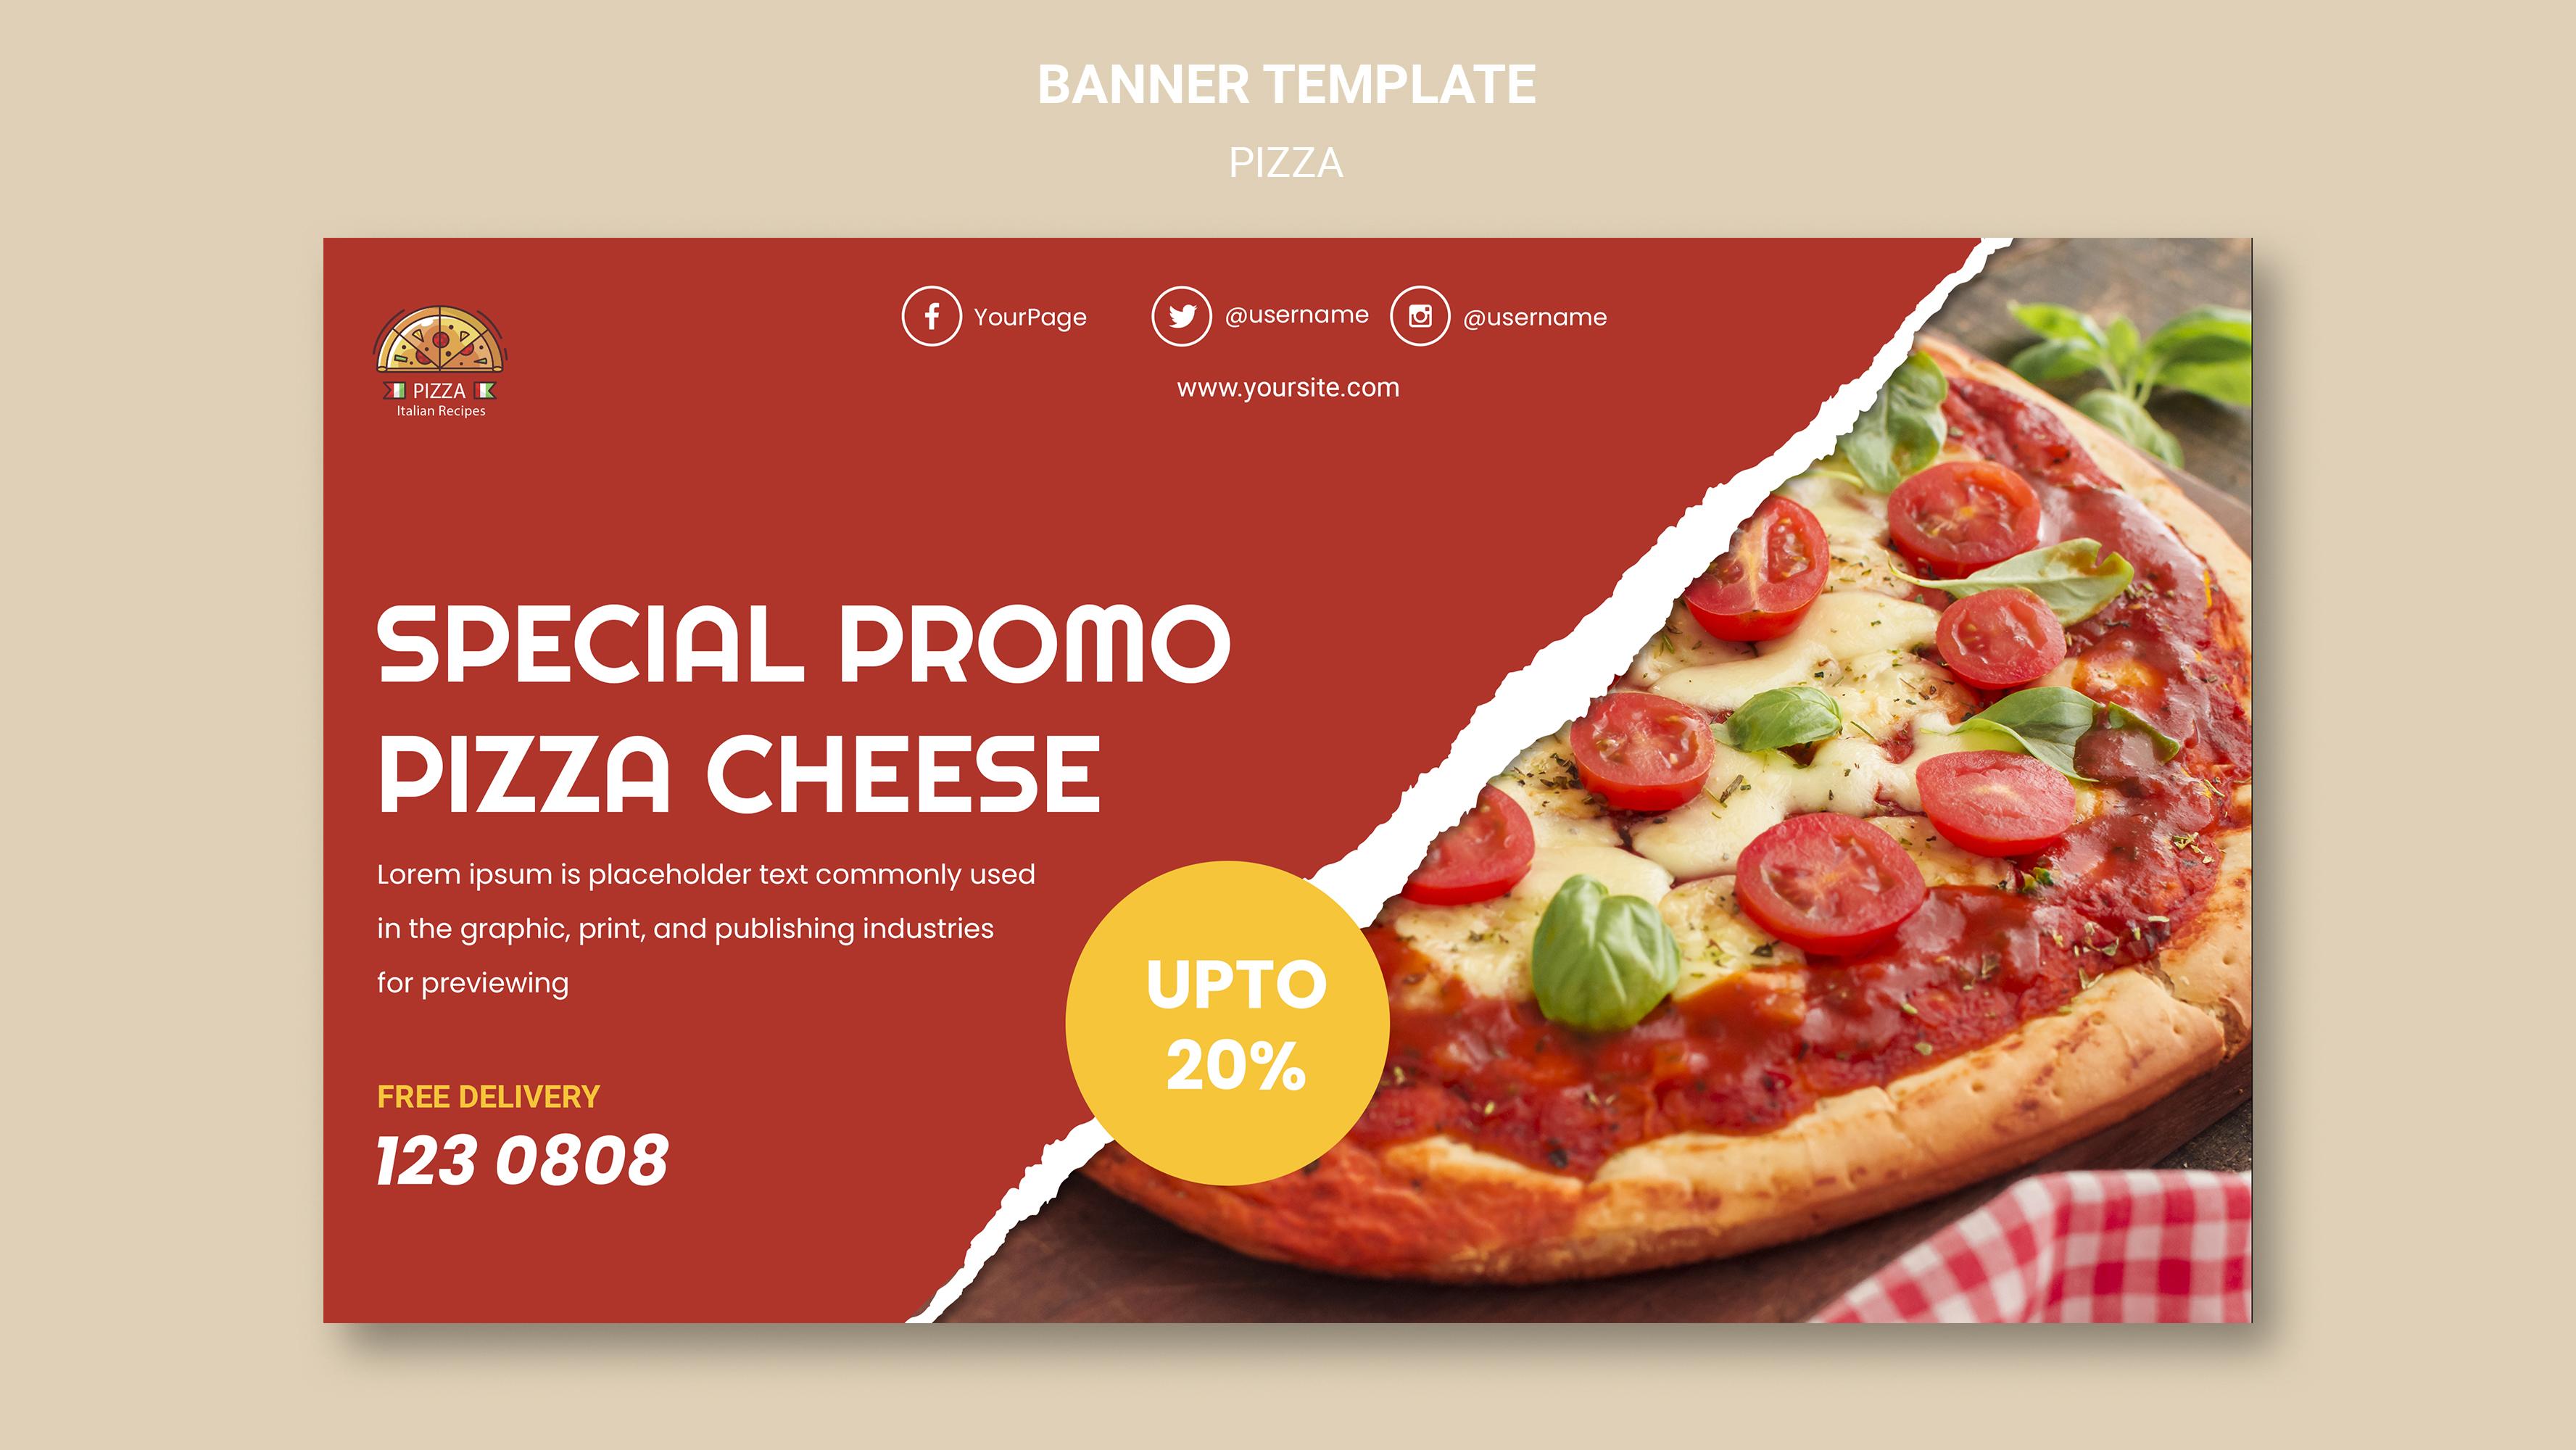 BANNER TEMPLATE
PIZZA
YourPage
@username
@username
www.yoursite.com
PIZZA
Italian Recipes
SPECIAL PROMO
PIZZA CHEESE
Lorem ipsum is placeholder text commonly used
in the graphic, print, and publishing industries
for previewing
UPTO
20%
FREE DELIVERY
123 0808